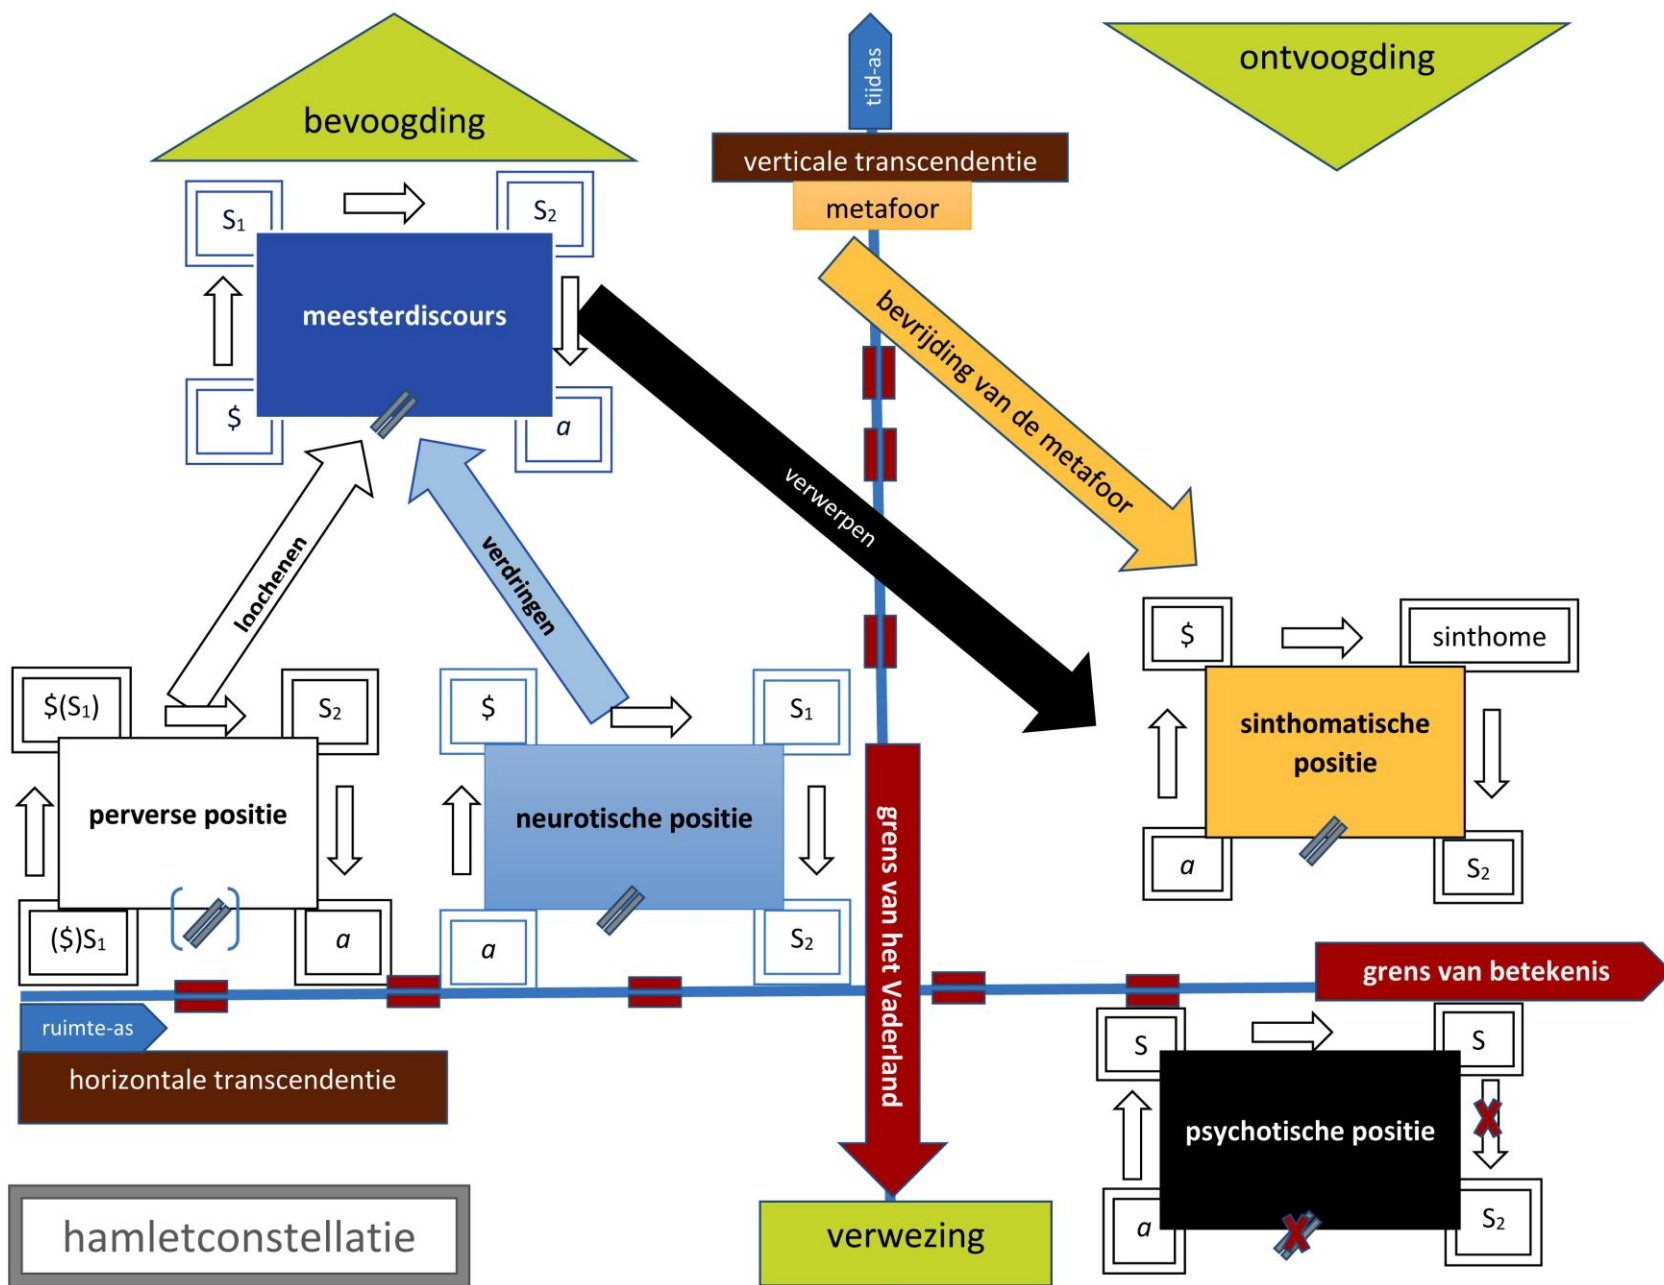 bevoogding
tijd-as
ontvoogding
verticale transcendentie
metafoor
S₁
S₂
meesterdiscours
$
a
bevrijding van de metafoor
verwerpen
loochenen
verdringen
$(S₁)
S₂
perverse positie
($)S₁
a
$
S₁
neurotische positie
a
S₂
$
sinthome
sinthomatische
positie
a
S₂
grens van het Vaderland
grens van betekenis
ruimte-as
horizontale transcendentie
S
S
psychotische positie
a
S₂
X
X
hamletconstellatie
verwezing